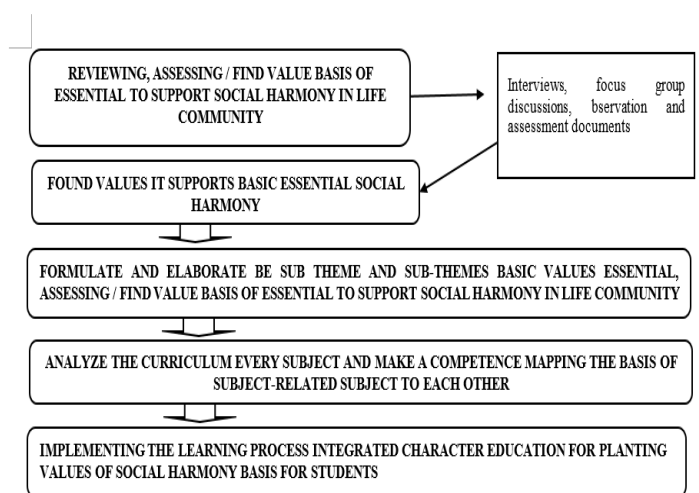 REVIEWING, ASSESSING / FIND VALUE BASIS OF
ESSENTIAL TO SUPPORT SOCIAL HARMONY IN LIFE
COMMUNITY
Interviews, focus group
discussions, bservation and
assessment documents
FOUND VALUES IT SUPPORTS BASIC ESSENTIAL SOCIAL
HARMONY
FORMULATE AND ELABORATE BE SUB THEME AND SUB-THEMES BASIC VALUES ESSENTIAL,
ASSESSING / FIND VALUE BASIS OF ESSENTIAL TO SUPPORT SOCIAL HARMONY IN LIFE COMMUNITY
ANALYZE THE CURRICULUM EVERY SUBJECT AND MAKE A COMPETENCE MAPPING THE BASIS OF
SUBJECT-RELATED SUBJECT TO EACH OTHER
IMPLEMENTING THE LEARNING PROCESS INTEGRATED CHARACTER EDUCATION FOR PLANTING
VALUES OF SOCIAL HARMONY BASIS FOR STUDENTS